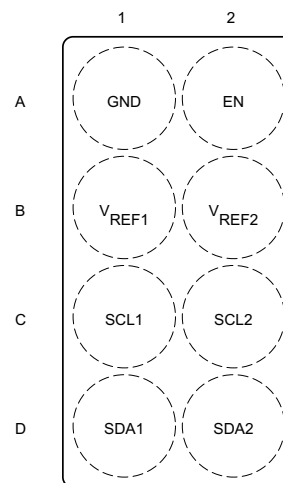 1 2
A GND EN
B VREF1 VREF2
C SCL1 SCL2
D SDA1 SDA2